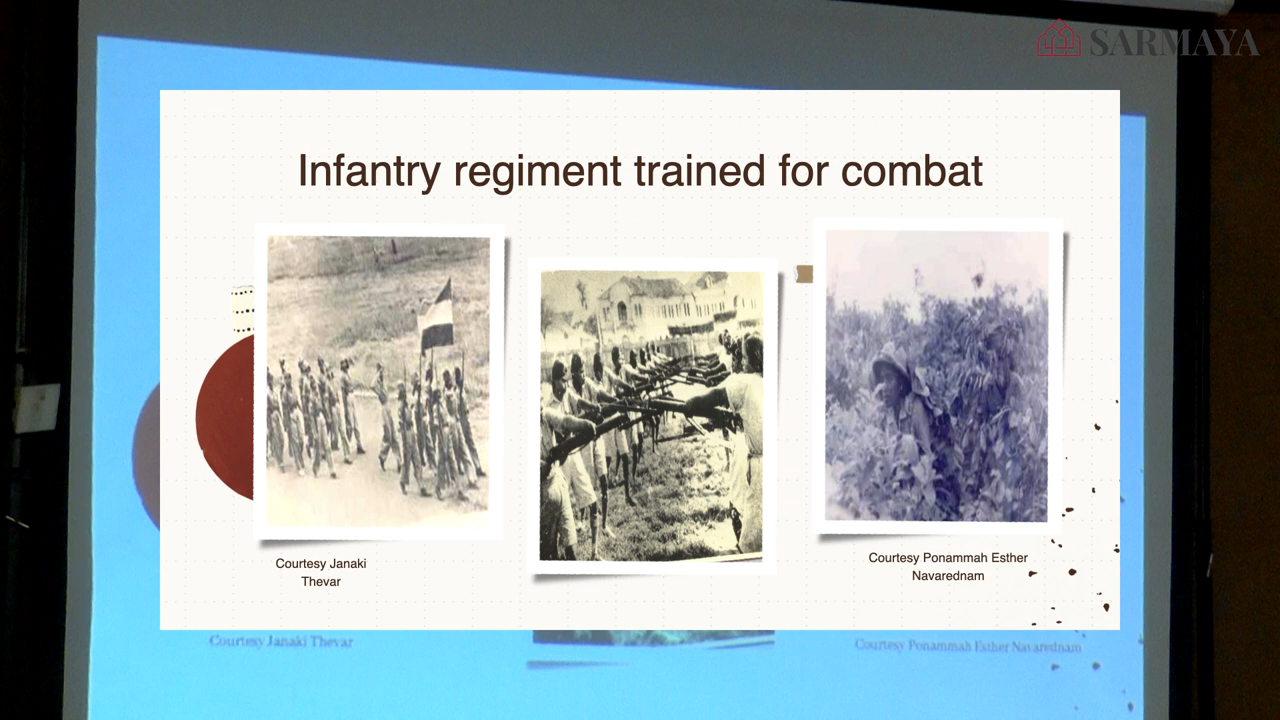 SARMAYA
Infantry regiment trained for combat
Courtesy Janaki
Thevar
Courtesy Ponammah Esther
Navarednam
Courtesy Janaki Thevar
Courtesy Ponammah Esther Navarednam